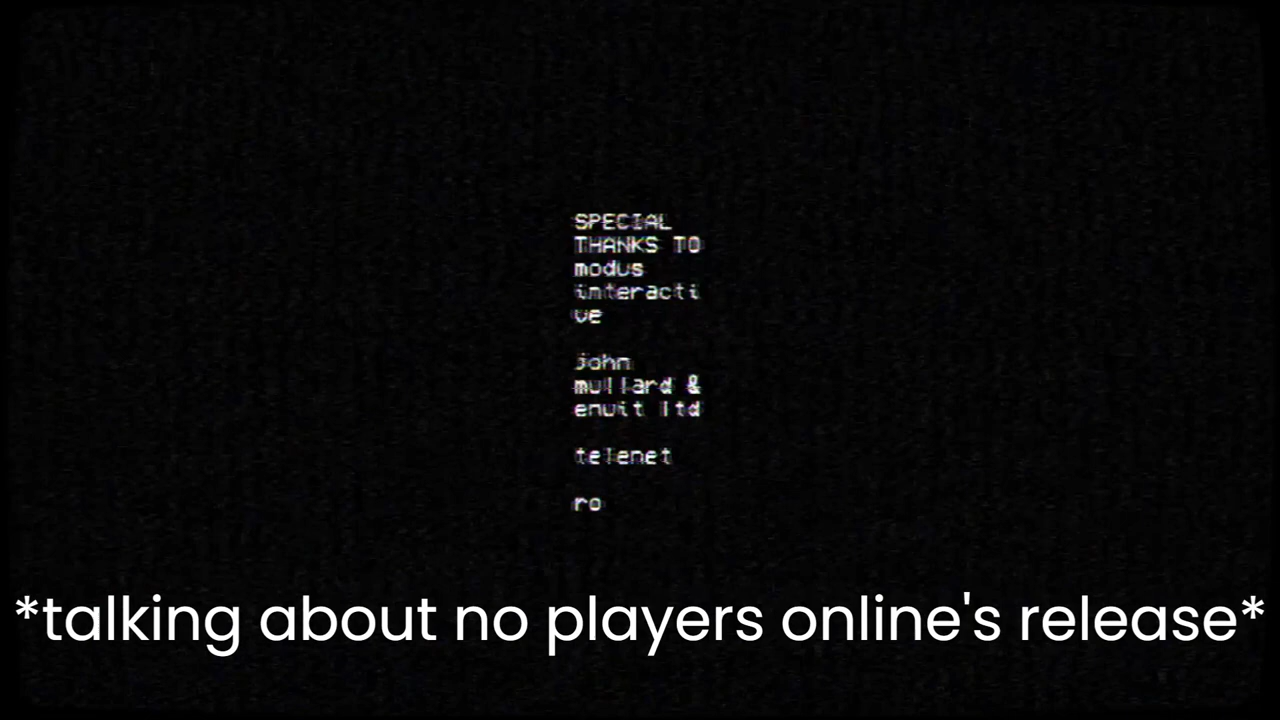 SPECIAL
THANKS TO
modus
interacti
ve
john
mullard &
enuit ltd
telenet
ro
*talking about no players online's release*